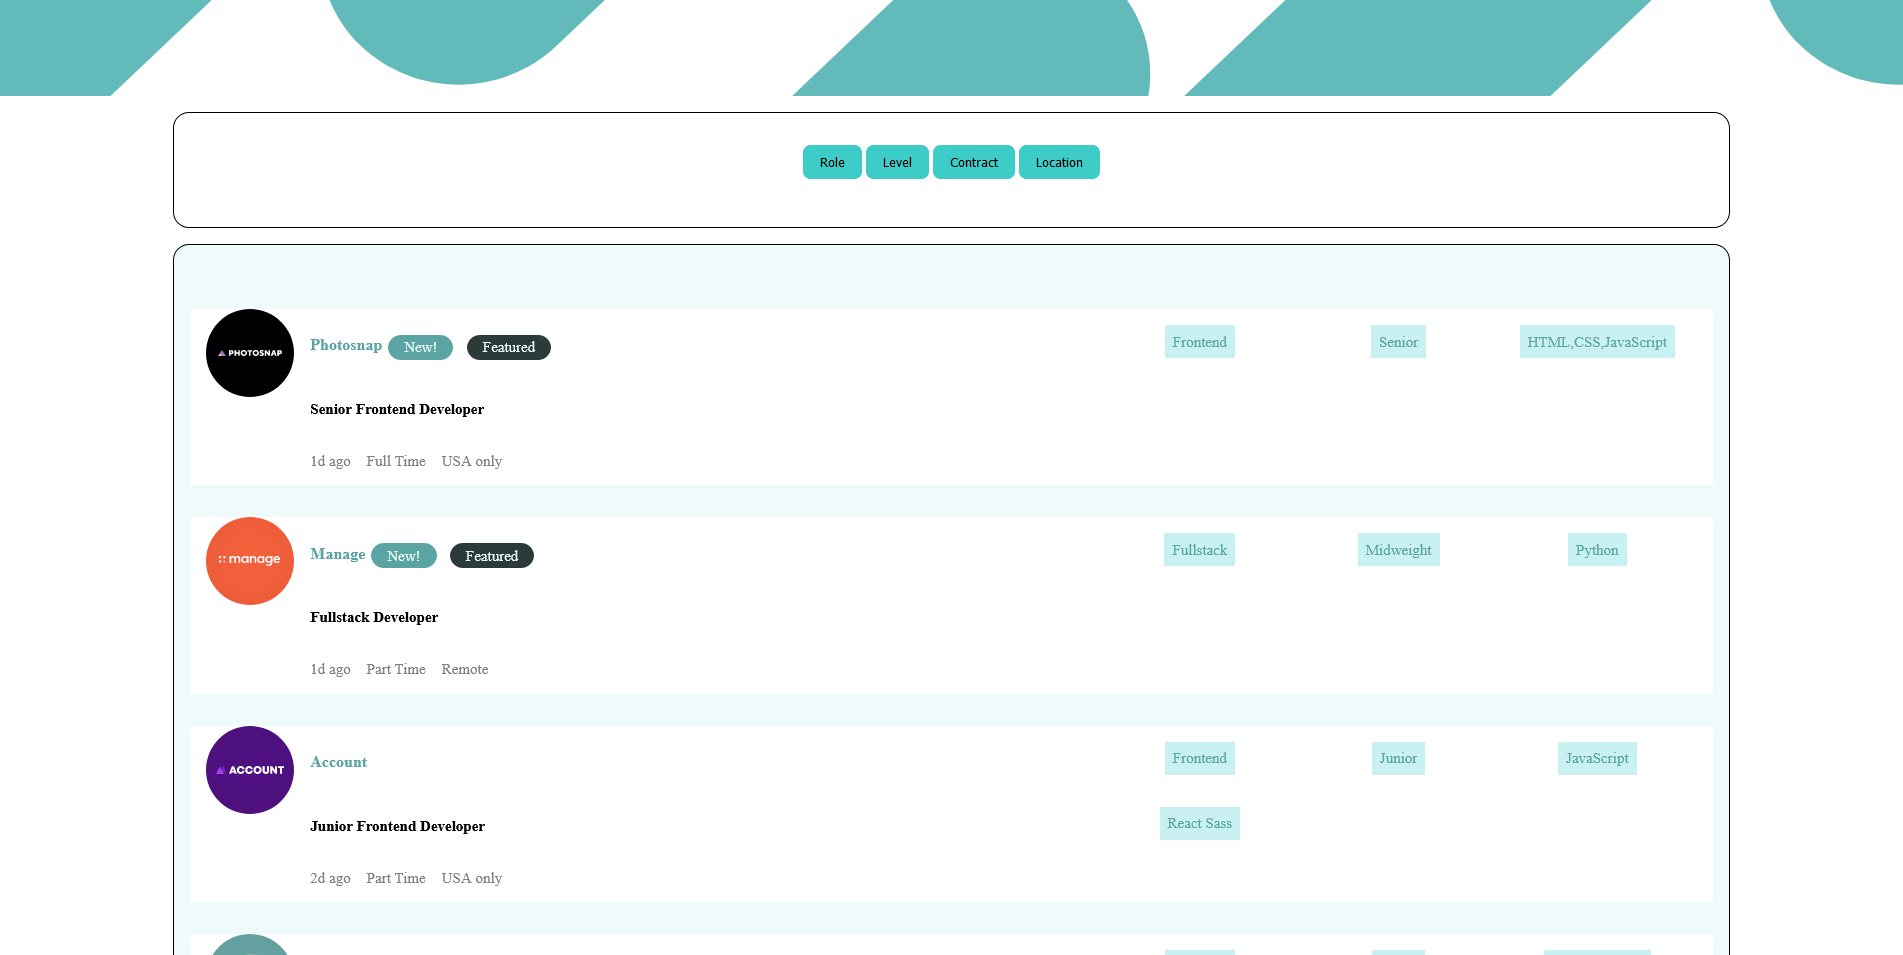 Role Level Contract Location
PHOTOSNAP
Photosnap New! Featured
Frontend Senior HTML,CSS,JavaScript
Senior Frontend Developer
1d ago Full Time USA only
manage
Manage New! Featured
Fullstack Midweight Python
Fullstack Developer
1d ago Part Time Remote
ACCOUNT
Account
Frontend Junior JavaScript
React Sass
Junior Frontend Developer
2d ago Part Time USA only